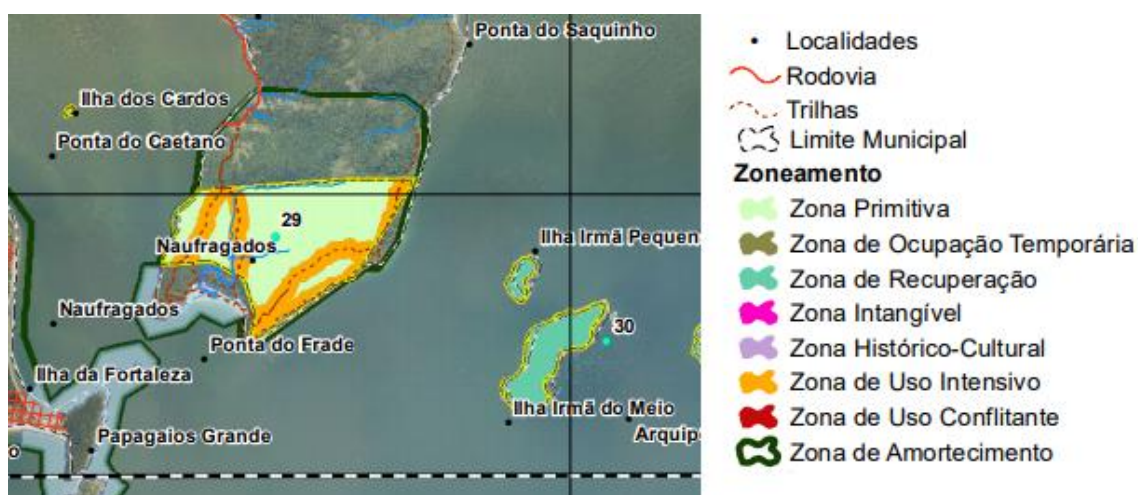 Ponta do Saquinho
Ilha dos Cardos
Ponta do Caetano
29
Naufragados
Ilha Irmã Pequen
Naufragados
30
Ponta do Frade
Ilha da Fortaleza
Ilha Irmã do Meio
Arquip
Papagaios Grande
o
Localidades
Rodovia
Trilhas
Limite Municipal
Zoneamento
Zona Primitiva
Zona de Ocupação Temporária
Zona de Recuperação
Zona Intangível
Zona Histórico-Cultural
Zona de Uso Intensivo
Zona de Uso Conflitante
Zona de Amortecimento